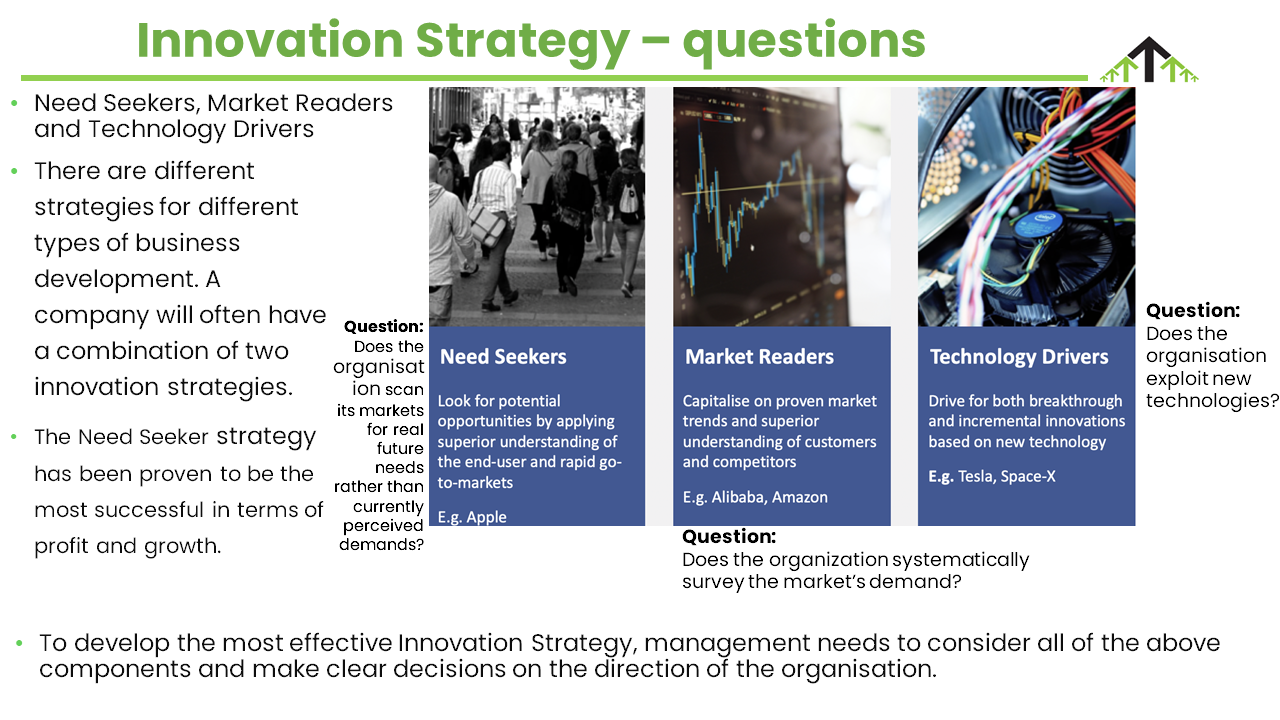 Innovation Strategy – questions
• Need Seekers, Market Readers
and Technology Drivers
• There are different
strategies for different
types of business
development. A
company will often have
a combination of two
innovation strategies.
• The Need Seeker strategy
has been proven to be the
most successful in terms of
profit and growth.
Question:
Does the
organisat
ion scan
its markets
for real
future
needs
rather than
currently
perceived
demands?
Need Seekers
Look for potential
opportunities by applying
superior understanding of
the end-user and rapid go-
to-markets
E.g. Apple
Market Readers
Capitalise on proven market
trends and superior
understanding of customers
and competitors
E.g. Alibaba, Amazon
Question:
Does the organization systematically
survey the market's demand?
intel
Technology Drivers
Drive for both breakthrough
and incremental innovations
based on new technology
E.g. Tesla, Space-X
Question:
Does the
organisation
exploit new
technologies?
• To develop the most effective Innovation Strategy, management needs to consider all of the above
components and make clear decisions on the direction of the organisation.